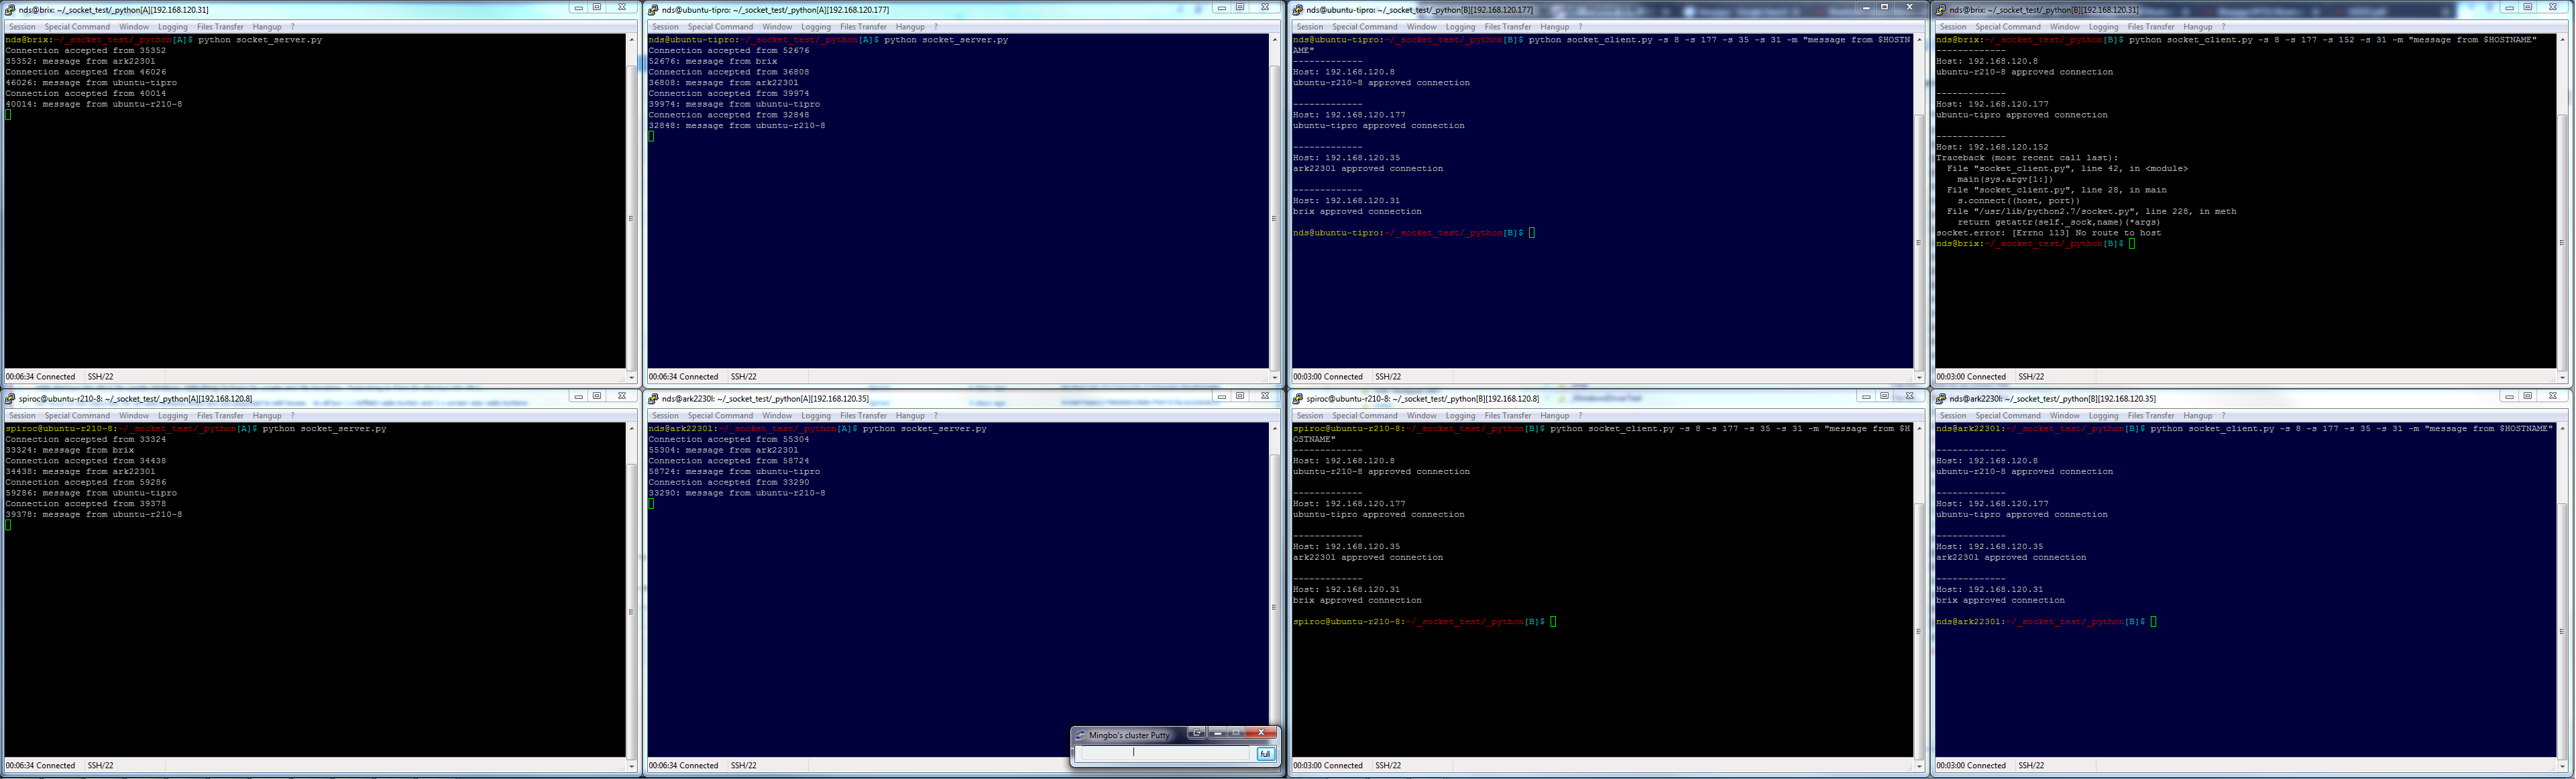 nds@brix: ~/_socket_test/_python[A][192.168.120.31]
Session Special Command Window Logging Files Transfer Hangup ?
nds@brix:~/_socket_test/_python[A]$ python socket_server.py
Connection accepted from 35352
35352: message from ark2230l
Connection accepted from 46026
46026: message from ubuntu-tipro
Connection accepted from 40014
40014: message from ubuntu-r210-8
00:06:34 Connected SSH/22
nds@ubuntu-tipro: ~/_socket_test/_python[A][192.168.120.177]
Session Special Command Window Logging Files Transfer Hangup ?
nds@ubuntu-tipro:~/_socket_test/_python[A]$ python socket_server.py
Connection accepted from 52676
52676: message from brix
Connection accepted from 36808
36808: message from ark2230l
Connection accepted from 39974
39974: message from ubuntu-tipro
Connection accepted from 32848
32848: message from ubuntu-r210-8
00:06:34 Connected SSH/22
nds@ubuntu-tipro: ~/_socket_test/_python[B][192.168.120.177]
Session Special Command Window Logging Files Transfer Hangup ?
nds@ubuntu-tipro:~/_socket_test/_python[B]$ python socket_client.py -s 8 -s 177 -s 35 -s 31 -m "message from $HOSTN
AME"
-------------
Host: 192.168.120.8
ubuntu-r210-8 approved connection
-------------
Host: 192.168.120.177
ubuntu-tipro approved connection
-------------
Host: 192.168.120.35
ark2230l approved connection
-------------
Host: 192.168.120.31
brix approved connection
nds@ubuntu-tipro:~/_socket_test/_python[B]$
00:03:00 Connected SSH/22
nds@brix: ~/_socket_test/_python[B][192.168.120.31]
Session Special Command Window Logging Files Transfer Hangup ?
nds@brix:~/_socket_test/_python[B]$ python socket_client.py -s 8 -s 177 -s 152 -s 31 -m "message from $HOSTNAME"
-------------
Host: 192.168.120.8
ubuntu-r210-8 approved connection
-------------
Host: 192.168.120.177
ubuntu-tipro approved connection
-------------
Host: 192.168.120.152
Traceback (most recent call last):
File "socket_client.py", line 42, in <module>
main(sys.argv[1:])
File "socket_client.py", line 28, in main
s.connect((host, port))
File "/usr/lib/python2.7/socket.py", line 228, in meth
return getattr(self._sock,name)(*args)
socket.error: [Errno 113] No route to host
nds@brix:~/_socket_test/_python[B]$
00:03:00 Connected SSH/22
spiroc@ubuntu-r210-8: ~/_socket_test/_python[A][192.168.120.8]
Session Special Command Window Logging Files Transfer Hangup ?
spiroc@ubuntu-r210-8:~/_socket_test/_python[A]$ python socket_server.py
Connection accepted from 33324
33324: message from brix
Connection accepted from 34438
34438: message from ark2230l
Connection accepted from 59286
59286: message from ubuntu-tipro
Connection accepted from 39378
39378: message from ubuntu-r210-8
00:06:34 Connected SSH/22
nds@ark2230l: ~/_socket_test/_python[A][192.168.120.35]
Session Special Command Window Logging Files Transfer Hangup ?
nds@ark2230l:~/_socket_test/_python[A]$ python socket_server.py
Connection accepted from 55304
55304: message from ark2230l
Connection accepted from 58724
58724: message from ubuntu-tipro
Connection accepted from 33290
33290: message from ubuntu-r210-8
Mingbo's cluster Putty
full
00:06:34 Connected SSH/22
spiroc@ubuntu-r210-8: ~/_socket_test/_python[B][192.168.120.8]
Session Special Command Window Logging Files Transfer Hangup ?
spiroc@ubuntu-r210-8:~/_socket_test/_python[B]$ python socket_client.py -s 8 -s 177 -s 35 -s 31 -m "message from $H
OSTNAME"
-------------
Host: 192.168.120.8
ubuntu-r210-8 approved connection
-------------
Host: 192.168.120.177
ubuntu-tipro approved connection
-------------
Host: 192.168.120.35
ark2230l approved connection
-------------
Host: 192.168.120.31
brix approved connection
spiroc@ubuntu-r210-8:~/_socket_test/_python[B]$
00:03:00 Connected SSH/22
nds@ark2230l: ~/_socket_test/_python[B][192.168.120.35]
Session Special Command Window Logging Files Transfer Hangup ?
nds@ark2230l:~/_socket_test/_python[B]$ python socket_client.py -s 8 -s 177 -s 35 -s 31 -m "message from $HOSTNAME"
-------------
Host: 192.168.120.8
ubuntu-r210-8 approved connection
-------------
Host: 192.168.120.177
ubuntu-tipro approved connection
-------------
Host: 192.168.120.35
ark2230l approved connection
-------------
Host: 192.168.120.31
brix approved connection
nds@ark2230l:~/_socket_test/_python[B]$
00:03:00 Connected SSH/22